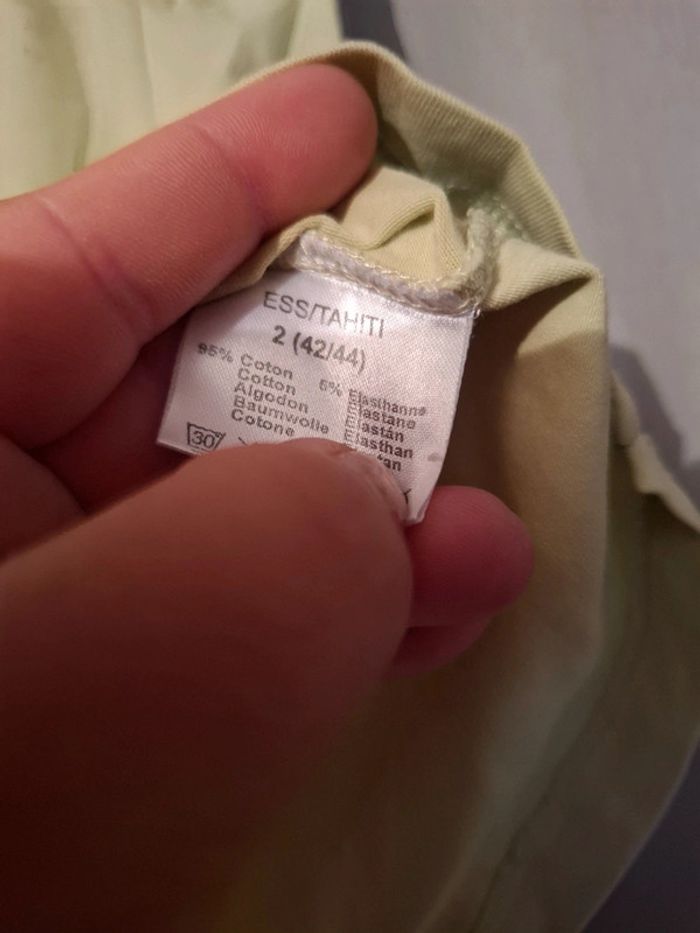 ESS/TAHITI
2 (42/44)
95% Coton
Cotton
Algodon
Baumwolle
Cotone
5% Elasthanne
Elastane
Elastán
Elasthan
30°